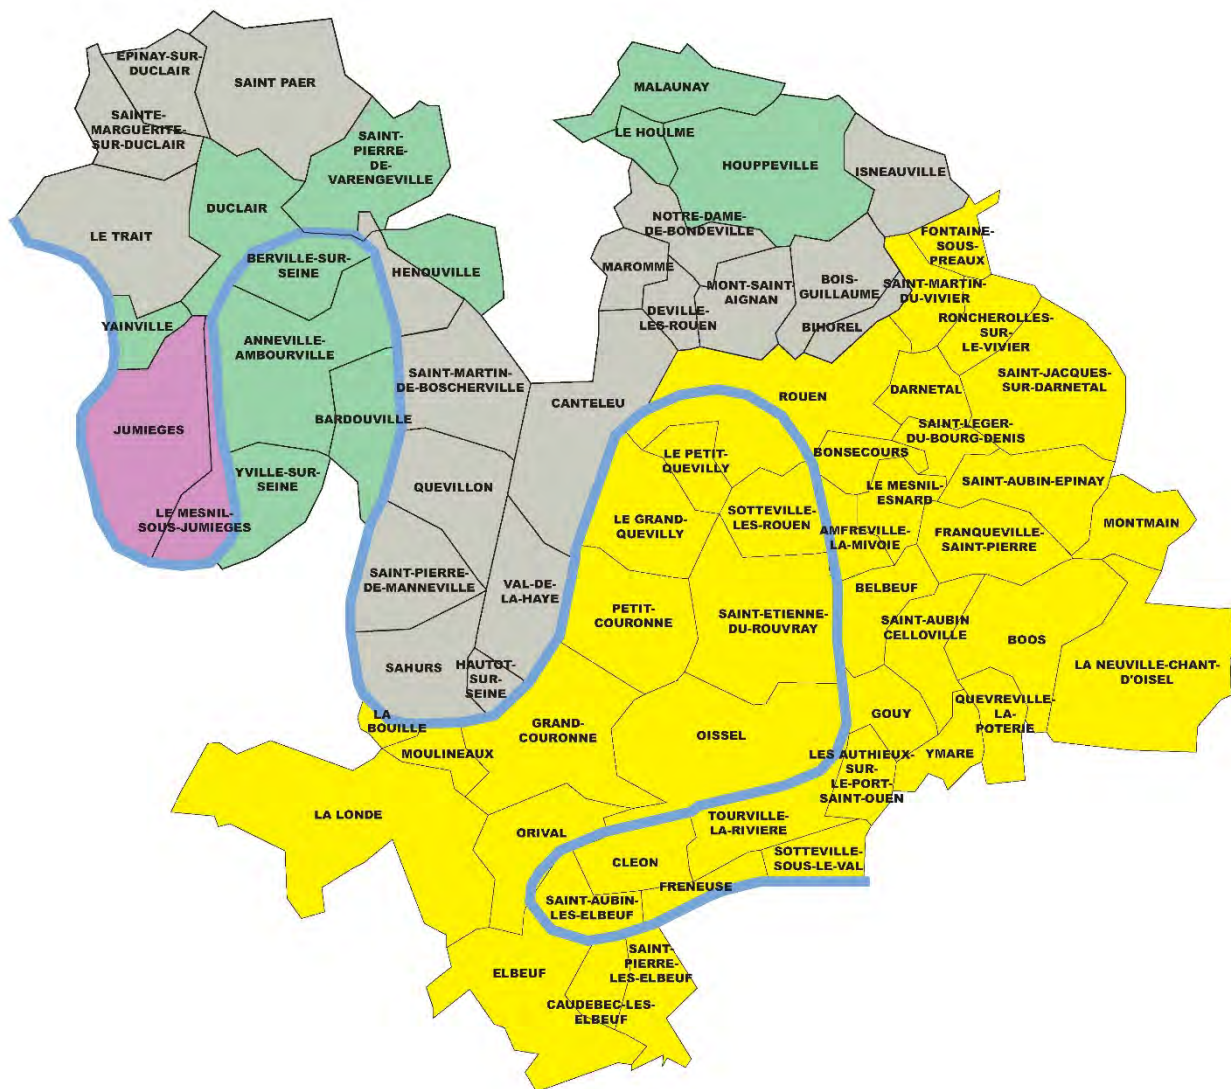 EPINAY-SUR-
DUCLAIR
SAINT PAER
SAINTE-
MARGUERITE-
SUR-DUCLAIR
SAINT-
PIERRE-
DE-
VARENGEVILLE
DUCLAIR
LE TRAIT
BERVILLE-SUR-
SEINE
HENOUVILLE
YAINVILLE
ANNEVILLE-
AMBOURVILLE
JUMIEGES
BARDOUVILLE
SAINT-MARTIN-
DE-BOSCHERVILLE
YVILLE-SUR-
SEINE
LE MESNIL-
SOUS-JUMIEGES
QUEVILLON
SAINT-PIERRE-
DE-MANNEVILLE
VAL-DE-
LA-HAYE
SAHURS
HAUTOT-
SUR-
SEINE
CANTELEU
MALAUNAY
LE HOULME
HOUPPEVILLE
ISNEAUVILLE
NOTRE-DAME-
DE-BONDEVILLE
MAROMME
MONT-SAINT-
AIGNAN
BOIS-
GUILLAUME
DEVILLE-
LES-ROUEN
BIHOREL
FONTAINE-
SOUS-
PREAUX
SAINT-MARTIN-
DU-VIVIER
RONCHEROLLES-
SUR-
LE-VIVIER
SAINT-JACQUES-
SUR-DARNETAL
DARNETAL
ROUEN
SAINT-LEGER-
DU-BOURG-DENIS
BONSECOURS
LE MESNIL-
ESNARD
SAINT-AUBIN-EPINAY
LE PETIT-
QUEVILLY
SOTTEVILLE-
LES-ROUEN
LE GRAND-
QUEVILLY
AMFREVILLE-
LA-MIVOIE
FRANQUEVILLE-
SAINT-PIERRE
MONTMAIN
BELBEUF
PETIT-
COURONNE
SAINT-ETIENNE-
DU-ROUVRAY
SAINT-AUBIN
CELLOVILLE
BOOS
LA NEUVILLE-CHANT-
D'OISEL
GOUY
QUEVREVILLE-
LA-
POTERIE
LA
BOUILLE
MOULINEAUX
GRAND-
COURONNE
OISSEL
LES AUTHIEUX-
SUR-
LE-PORT-
SAINT-OUEN
YMARE
LA LONDE
ORIVAL
TOURVILLE-
LA-RIVIERE
CLEON
SOTTEVILLE-
SOUS-LE-VAL
FRENEUSE
SAINT-AUBIN-
LES-ELBEUF
ELBEUF
SAINT-
PIERRE-
LES-ELBEUF
CAUDEBEC-LES-
ELBEUF